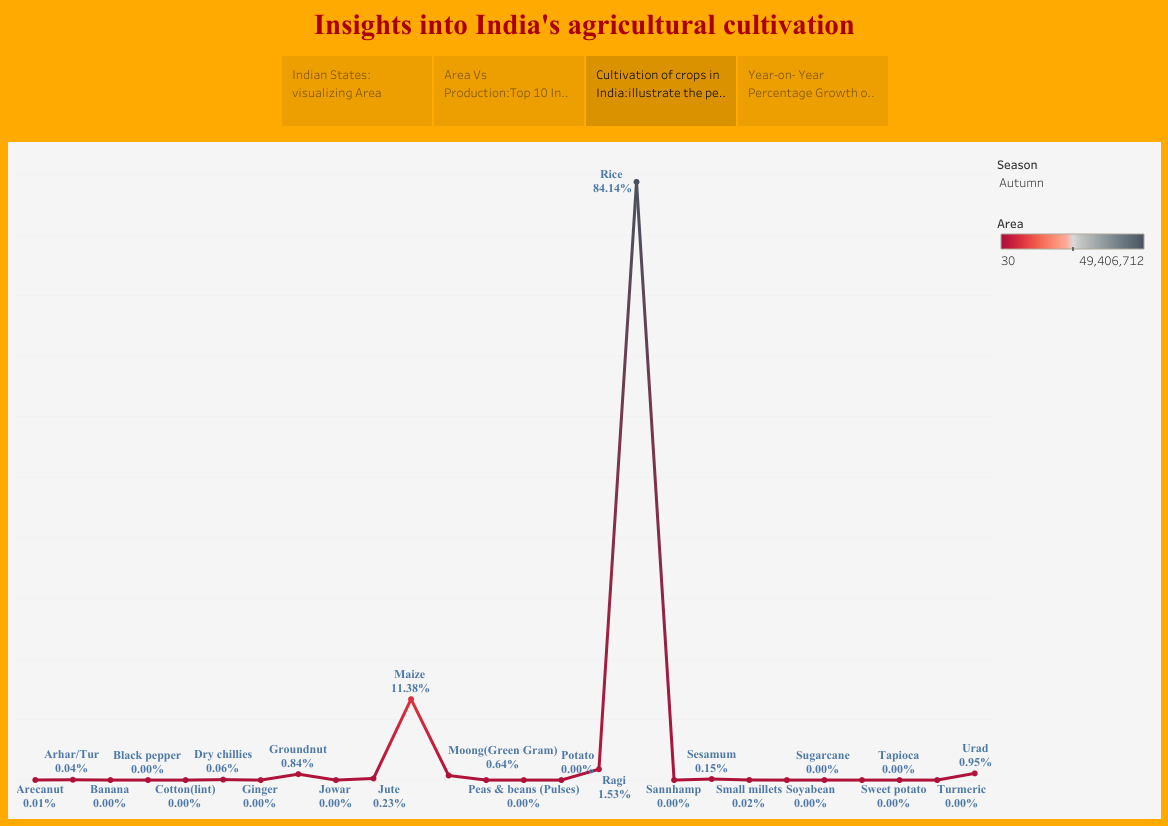 Insights into India's agricultural cultivation
Indian States:
visualizing Area
Area Vs
Production:Top 10 In..
Cultivation of crops in
India:illustrate the pe..
Year-on- Year
Percentage Growth o..
Season
Autumn
Area
30
49,406,712
Rice
84.14%
Maize
11.38%
Arhar/Tur
0.04%
Black pepper
0.00%
Dry chillies
0.06%
Groundnut
0.84%
Moong(Green Gram)
0.64%
Potato
0.00%
Sesamum
0.15%
Sugarcane
0.00%
Tapioca
0.00%
Urad
0.95%
Arecanut
0.01%
Banana
0.00%
Cotton(lint)
0.00%
Ginger
0.00%
Jowar
0.00%
Jute
0.23%
Peas & beans (Pulses)
0.00%
Ragi
1.53%
Sannhamp
0.00%
Small millets
0.02%
Soyabean
0.00%
Sweet potato
0.00%
Turmeric
0.00%